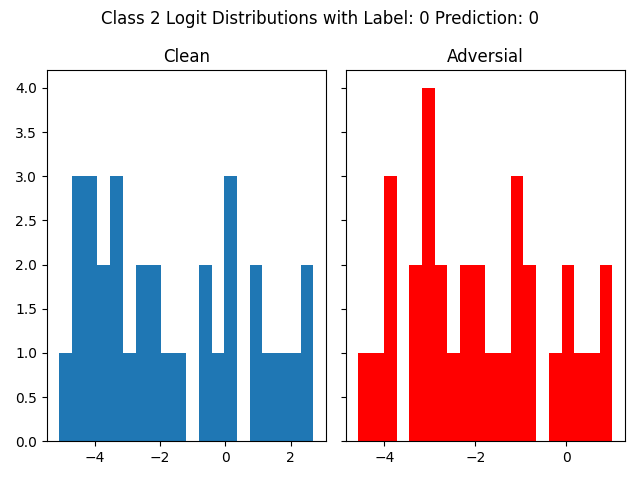 Class 2 Logit Distributions with Label: 0 Prediction: 0
Clean
Adversial
4.0
3.5
3.0
2.5
2.0
1.5
1.0
0.5
0.0
−4 −2 0 2
−4 −2 0